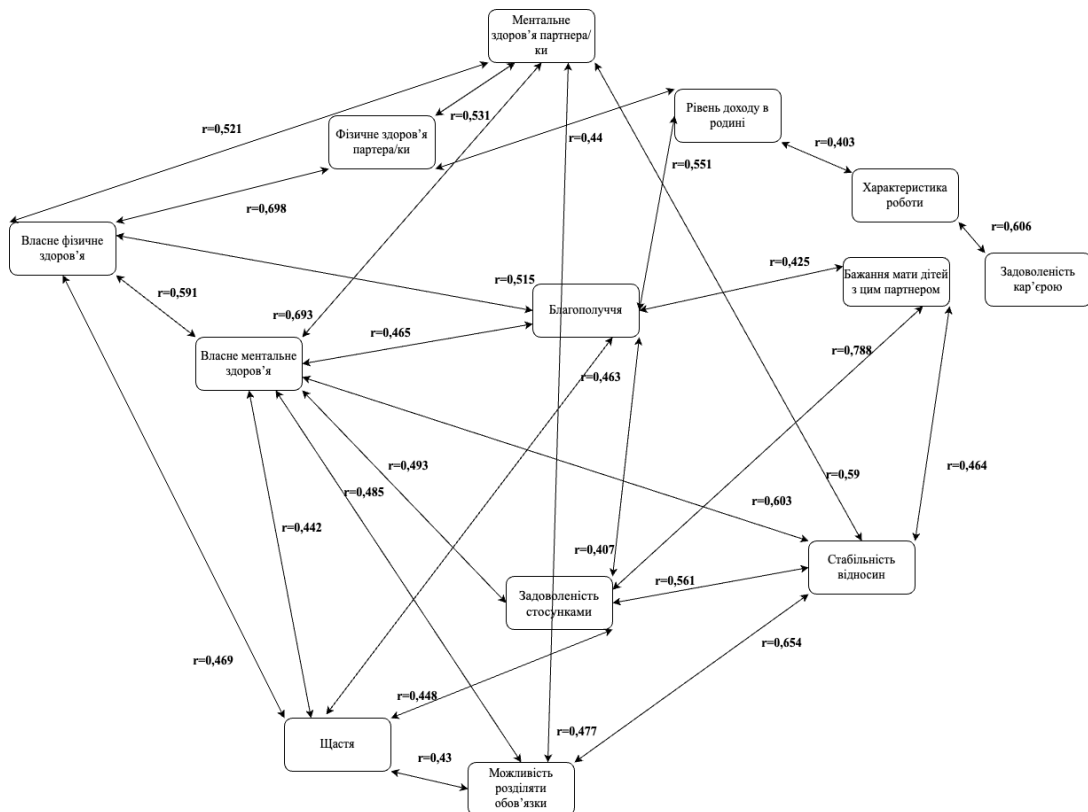 Ментальне
здоров’я партнера/
ки
r=0,521
r=0,531
r=0,44
Рівень доходу в
родині
Фізичне здоров’я
партера/ки
r=0,403
r=0,551
Характеристика
роботи
r=0,698
Власне фізичне
здоров’я
r=0,606
r=0,425
Бажання мати дітей
з цим партнером
Задоволеність
кар’єрою
r=0,591
r=0,515
Благополуччя
r=0,693
r=0,465
Власне ментальне
здоров’я
r=0,788
r=0,463
r=0,493
r=0,464
r=0,59
r=0,485
r=0,603
r=0,442
r=0,407
Стабільність
відносин
r=0,561
Задоволеність
стосунками
r=0,654
r=0,469
r=0,448
r=0,477
Щастя
r=0,43
Можливість
розділяти
обов’язки